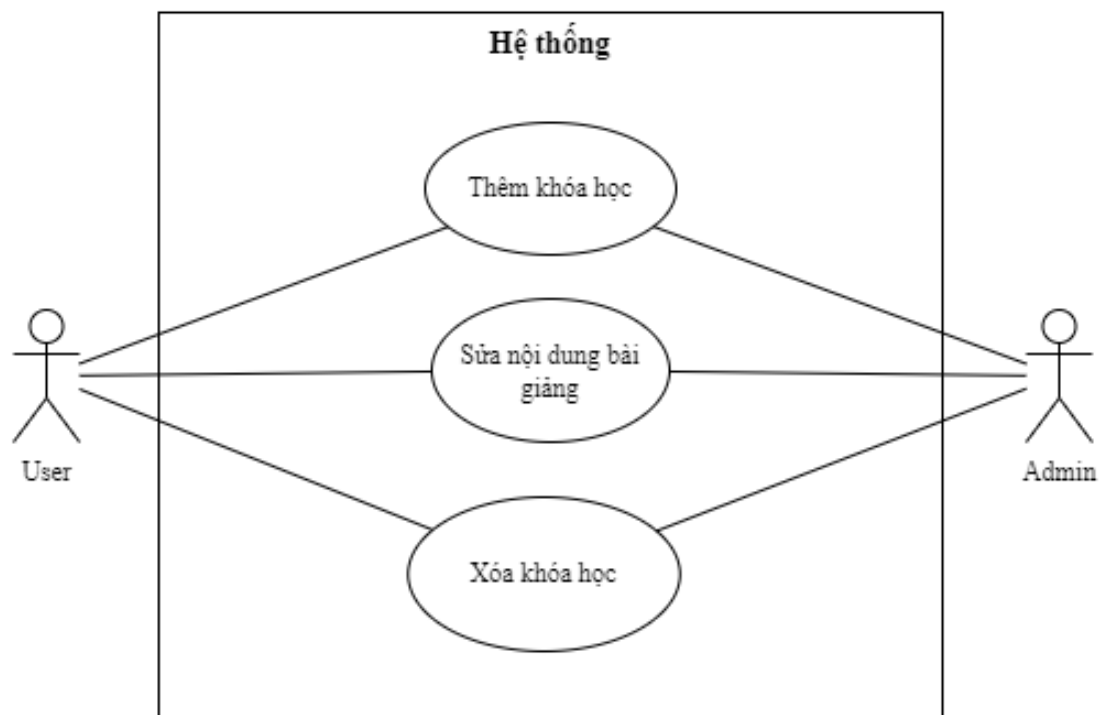 Hệ thống
Thêm khóa học
Sửa nội dung bài
giảng
User
Admin
Xóa khóa học